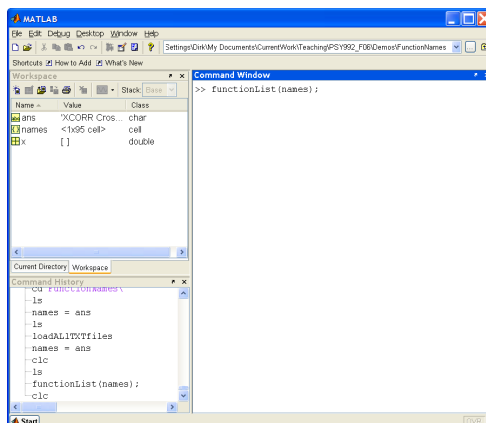 MATLAB
File Edit Debug Desktop Window Help
Settings\Dirk\My Documents\CurrentWork\Teaching\PSY992_F06\Demos\FunctionNames
Shortcuts How to Add What's New
Workspace
Stack: Base
Name Value Class
ans 'XCORR Cros... char
names <1x95 cell> cell
x [ ] double
Current Directory Workspace
Command History
cd FunctionNames\
ls
names = ans
ls
loadALLTXTfiles
names = ans
clc
ls
functionList(names);
clc
Command Window
>> functionList(names);
Start
OVR